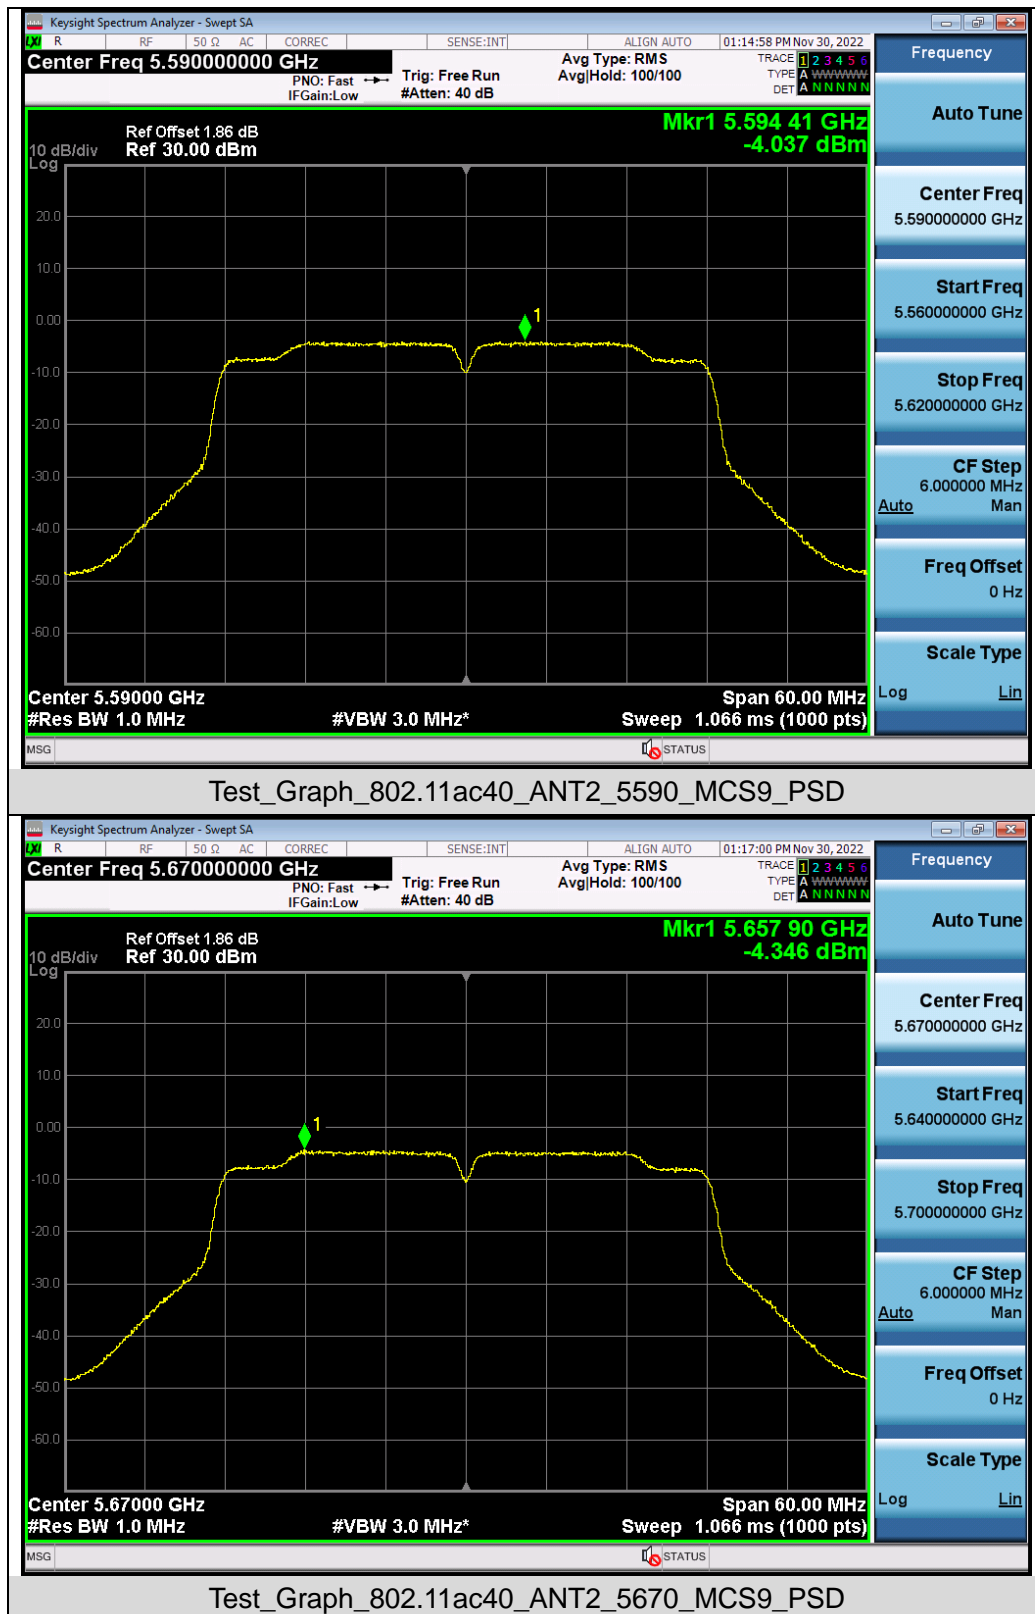 Keysight Spectrum Analyzer - Swept SA
LXI R RF 50 Ω AC CORREC SENSE:INT ALIGN AUTO 01:14:58 PM Nov 30, 2022
Center Freq 5.590000000 GHz
PNO: Fast
IFGain:Low
Trig: Free Run
#Atten: 40 dB
Avg Type: RMS
Avg|Hold: 100/100
TRACE 1 2 3 4 5 6
TYPE A WWWWW
DET A N N N N N
Frequency
Auto Tune
Center Freq
5.590000000 GHz
Start Freq
5.560000000 GHz
Stop Freq
5.620000000 GHz
CF Step
6.000000 MHz
Auto Man
Freq Offset
0 Hz
Scale Type
Log Lin
Mkr1 5.594 41 GHz
-4.037 dBm
Ref Offset 1.86 dB
10 dB/div Ref 30.00 dBm
Log
20.0
10.0
0.00
-10.0
-20.0
-30.0
-40.0
-50.0
-60.0
1
Center 5.59000 GHz Span 60.00 MHz
#Res BW 1.0 MHz #VBW 3.0 MHz* Sweep 1.066 ms (1000 pts)
MSG STATUS
Test_Graph_802.11ac40_ANT2_5590_MCS9_PSD
Keysight Spectrum Analyzer - Swept SA
LXI R RF 50 Ω AC CORREC SENSE:INT ALIGN AUTO 01:17:00 PM Nov 30, 2022
Center Freq 5.670000000 GHz
PNO: Fast
IFGain:Low
Trig: Free Run
#Atten: 40 dB
Avg Type: RMS
Avg|Hold: 100/100
TRACE 1 2 3 4 5 6
TYPE A WWWWW
DET A N N N N N
Frequency
Auto Tune
Center Freq
5.670000000 GHz
Start Freq
5.640000000 GHz
Stop Freq
5.700000000 GHz
CF Step
6.000000 MHz
Auto Man
Freq Offset
0 Hz
Scale Type
Log Lin
Mkr1 5.657 90 GHz
-4.346 dBm
Ref Offset 1.86 dB
10 dB/div Ref 30.00 dBm
Log
20.0
10.0
0.00
-10.0
-20.0
-30.0
-40.0
-50.0
-60.0
1
Center 5.67000 GHz Span 60.00 MHz
#Res BW 1.0 MHz #VBW 3.0 MHz* Sweep 1.066 ms (1000 pts)
MSG STATUS
Test_Graph_802.11ac40_ANT2_5670_MCS9_PSD